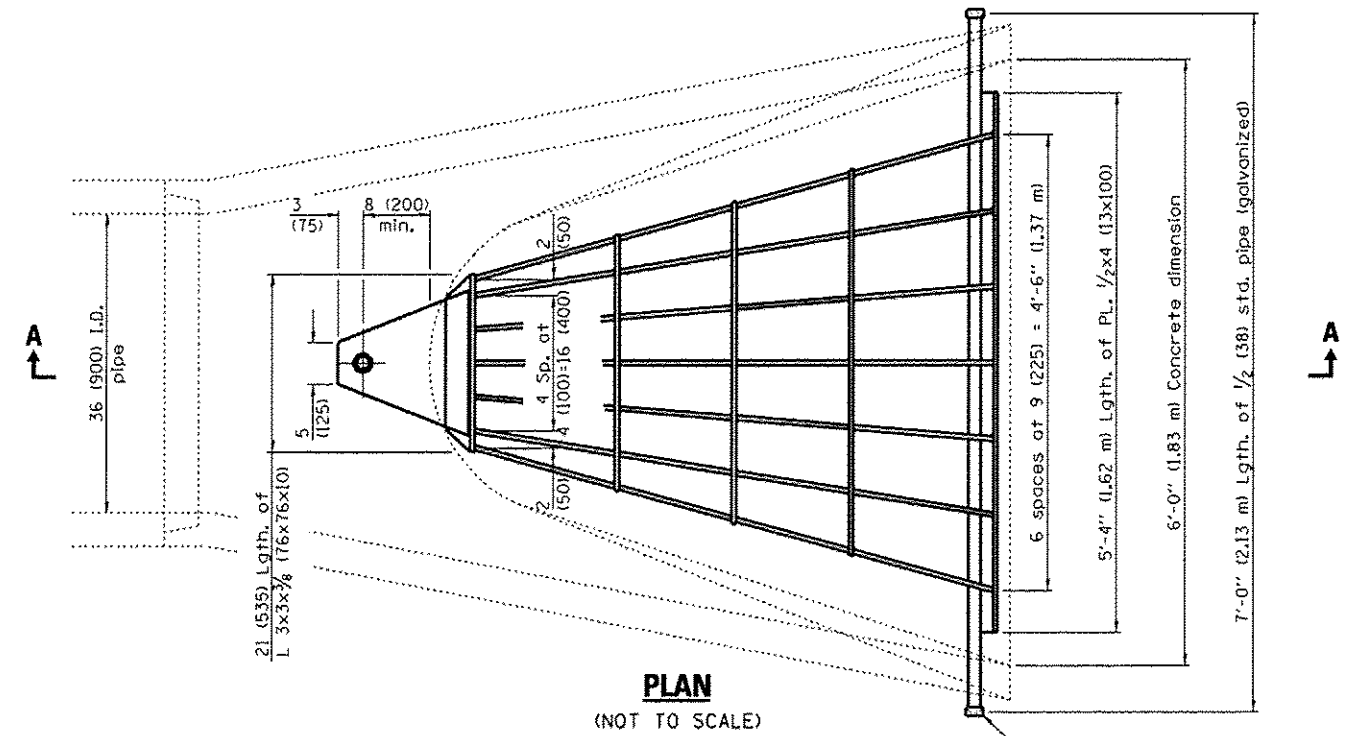 A
A
36 (900) I.D.
pipe
3
(75)
8 (200)
min.
5
(125)
21 (535) Lgth. of
L 3x3x3/8 (76x76x10)
2
(50)
4 Sp. at
4 (100)=16 (400)
2
(50)
6 spaces at 9 (225) = 4'-6" (1.37 m)
5'-4" (1.62 m) Lgth. of PL. 1/2x4 (13x100)
6'-0" (1.83 m) Concrete dimension
7'-0" (2.13 m) Lgth. of 1/2 (38) std. pipe (galvanized)
PLAN
(NOT TO SCALE)